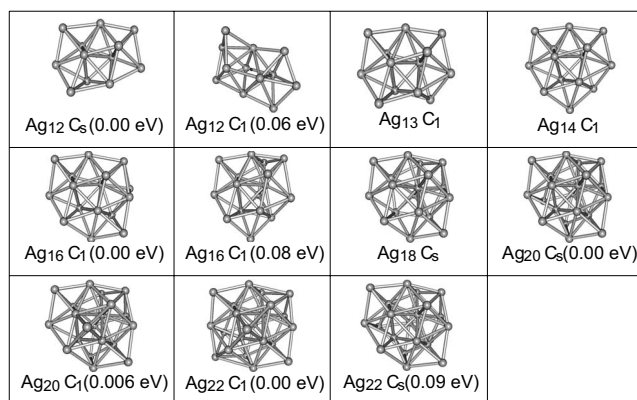 Ag12 Cs(0.00 eV)
Ag12 C1(0.06 eV)
Ag13 C1
Ag14 C1
Ag16 C1(0.00 eV)
Ag16 C1(0.08 eV)
Ag18 Cs
Ag20 Cs(0.00 eV)
Ag20 C1(0.006 eV)
Ag22 C1(0.00 eV)
Ag22 Cs(0.09 eV)